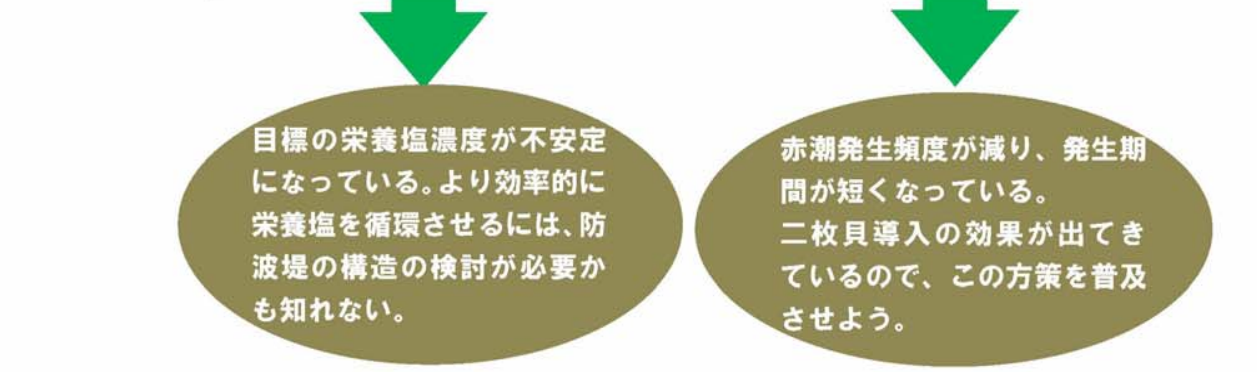 目標の栄養塩濃度が不安定
になっている。より効率的に
栄養塩を循環させるには、防
波堤の構造の検討が必要か
も知れない。
赤潮発生頻度が減り、発生期
間が短くなっている。
二枚貝導入の効果が出てき
ているので、この方策を普及
させよう。